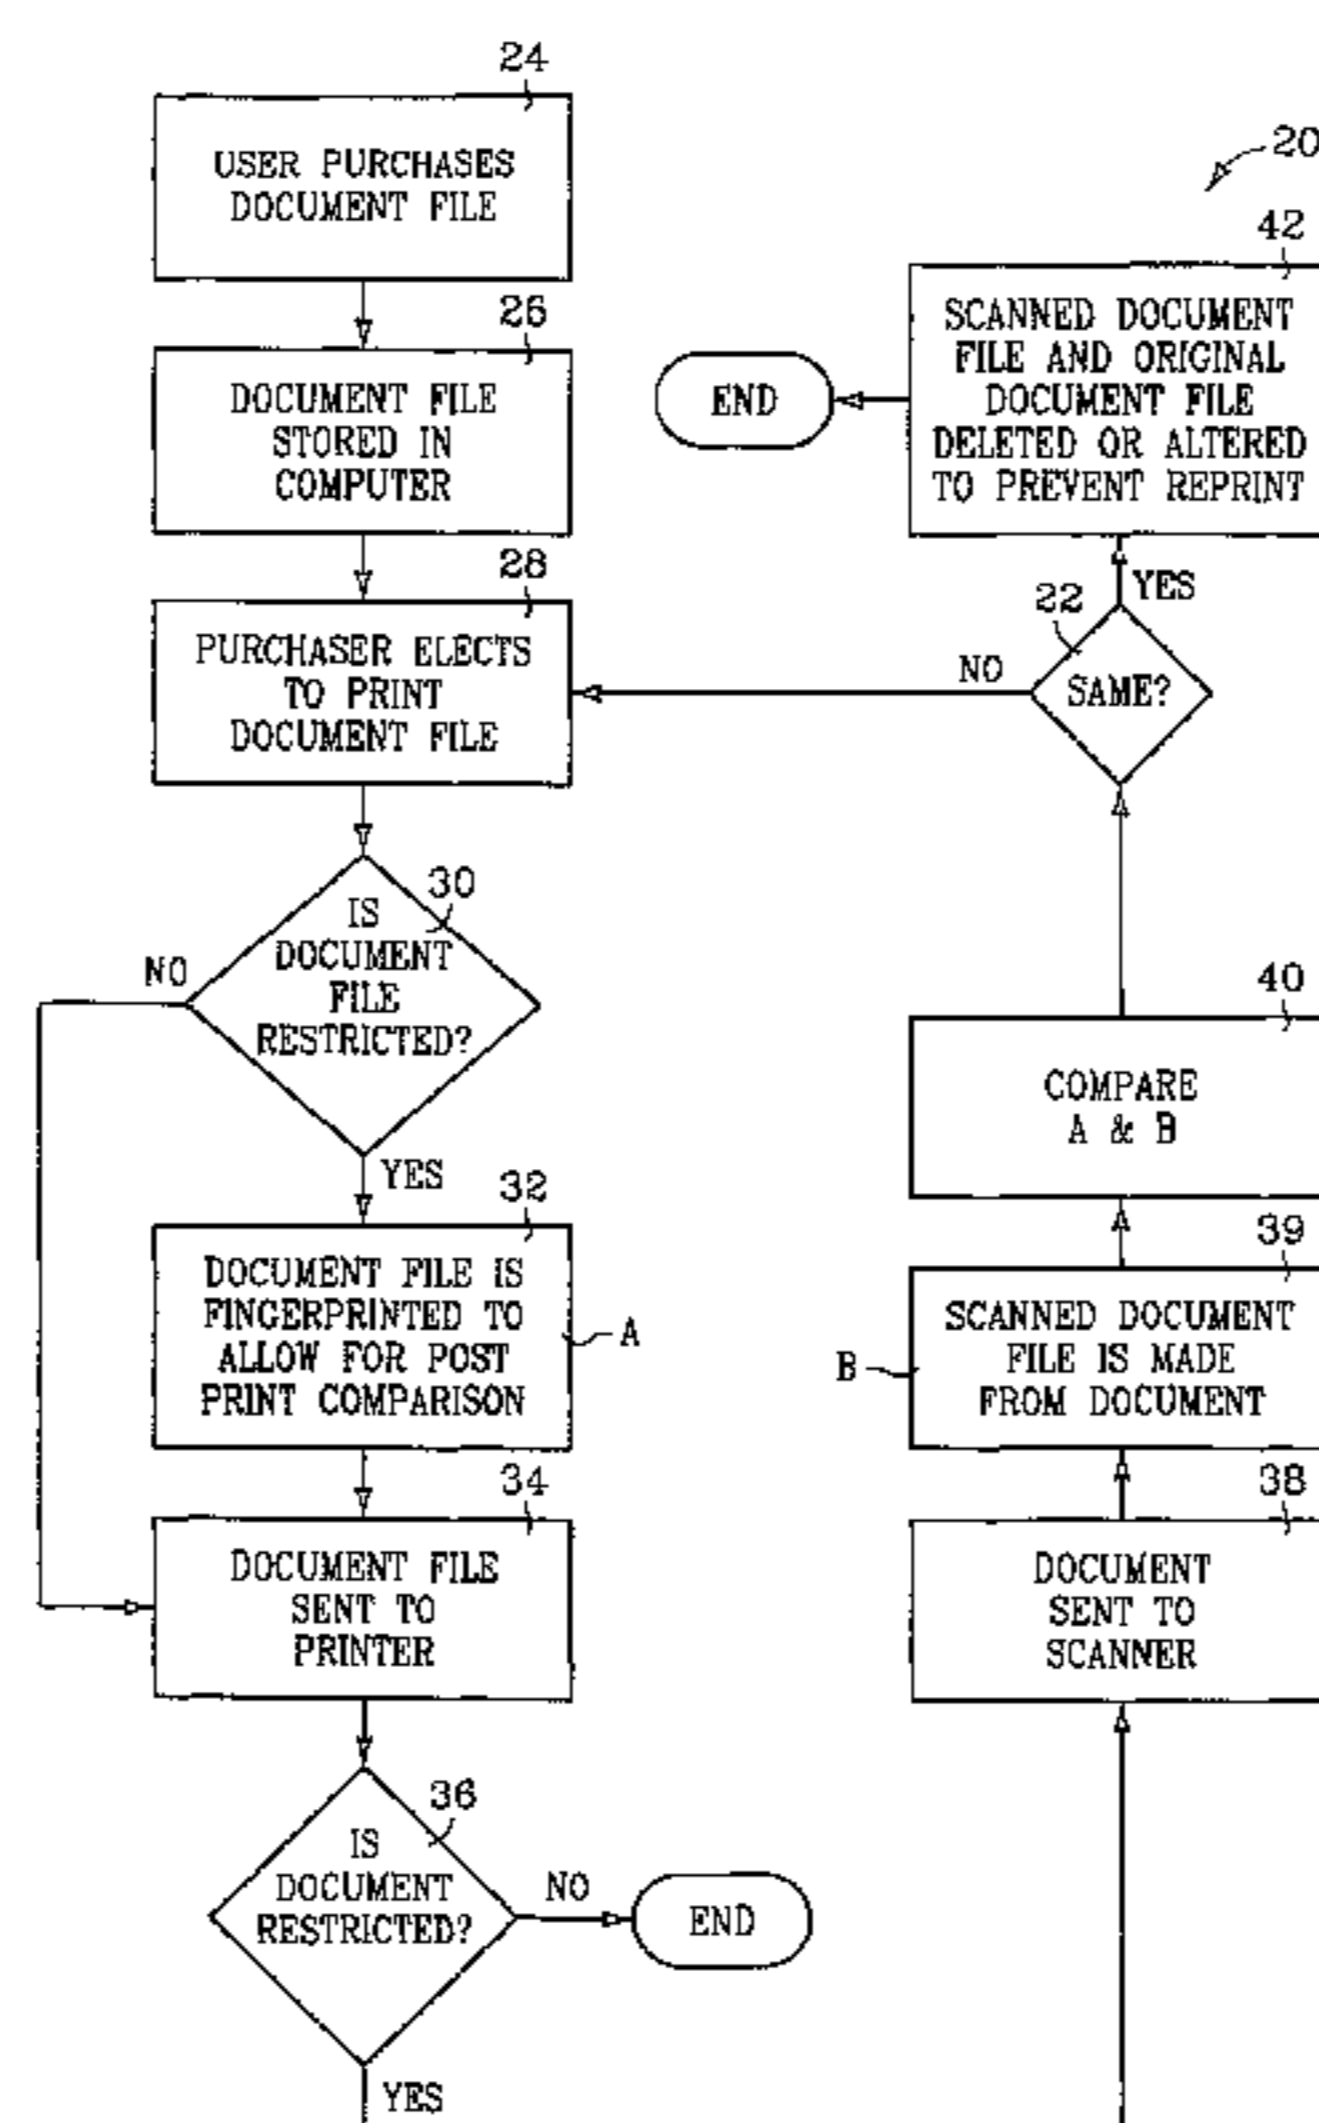 24
USER PURCHASES
DOCUMENT FILE
26
DOCUMENT FILE
STORED IN
COMPUTER
28
PURCHASER ELECTS
TO PRINT
DOCUMENT FILE
30
IS
DOCUMENT
FILE
RESTRICTED?
NO
YES
32
DOCUMENT FILE IS
FINGERPRINTED TO
ALLOW FOR POST
PRINT COMPARISON
A
34
DOCUMENT FILE
SENT TO
PRINTER
36
IS
DOCUMENT
RESTRICTED?
NO
END
YES
20
42
SCANNED DOCUMENT
FILE AND ORIGINAL
DOCUMENT FILE
DELETED OR ALTERED
TO PREVENT REPRINT
END
YES
22
SAME?
NO
40
COMPARE
A & B
39
SCANNED DOCUMENT
FILE IS MADE
FROM DOCUMENT
B
38
DOCUMENT
SENT TO
SCANNER